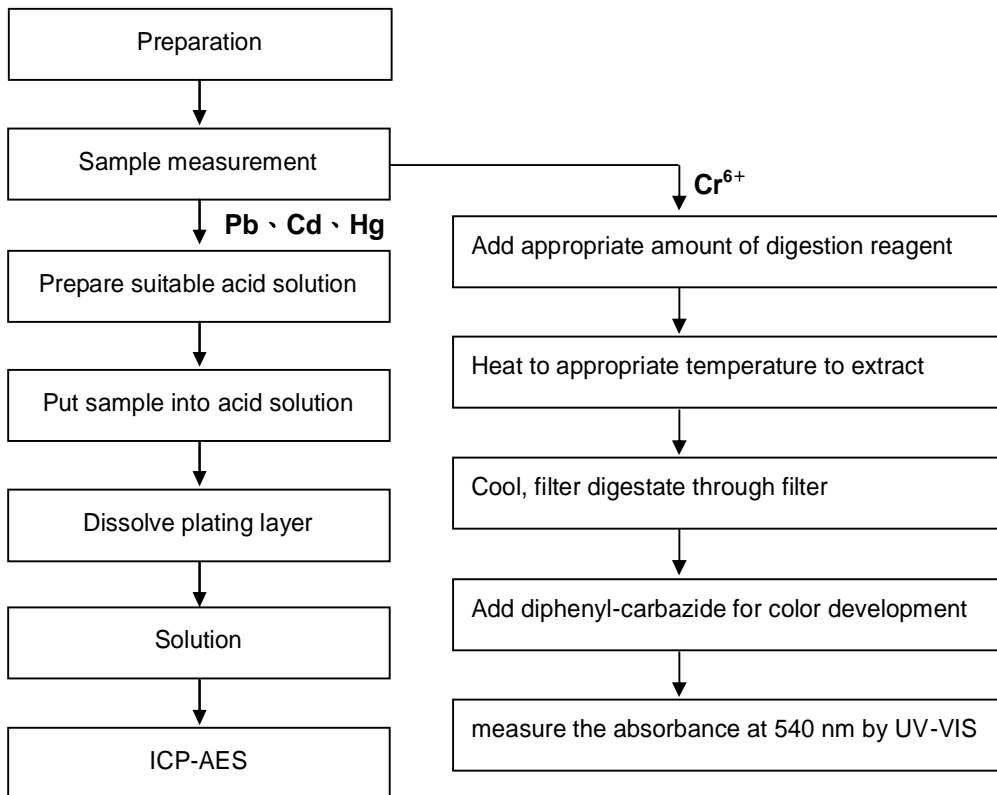 Preparation
Sample measurement
Pb、Cd、Hg
Prepare suitable acid solution
Put sample into acid solution
Dissolve plating layer
Solution
ICP-AES
Cr⁶⁺
Add appropriate amount of digestion reagent
Heat to appropriate temperature to extract
Cool, filter digestate through filter
Add diphenyl-carbazide for color development
measure the absorbance at 540 nm by UV-VIS